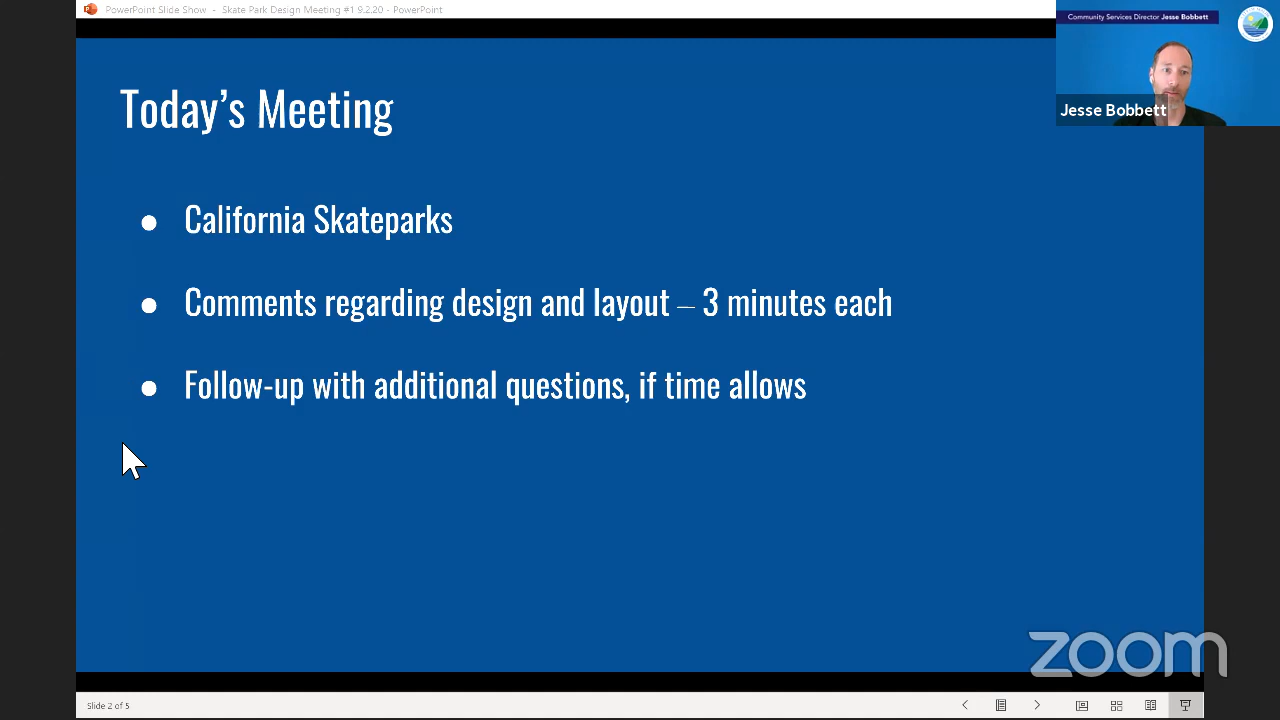 PowerPoint Slide Show - Skate Park Design Meeting #1 9.2.20 - PowerPoint
Community Services Director Jesse Bobbett
Jesse Bobbett
Today's Meeting
● California Skateparks
● Comments regarding design and layout – 3 minutes each
● Follow-up with additional questions, if time allows
zoom
Slide 2 of 5